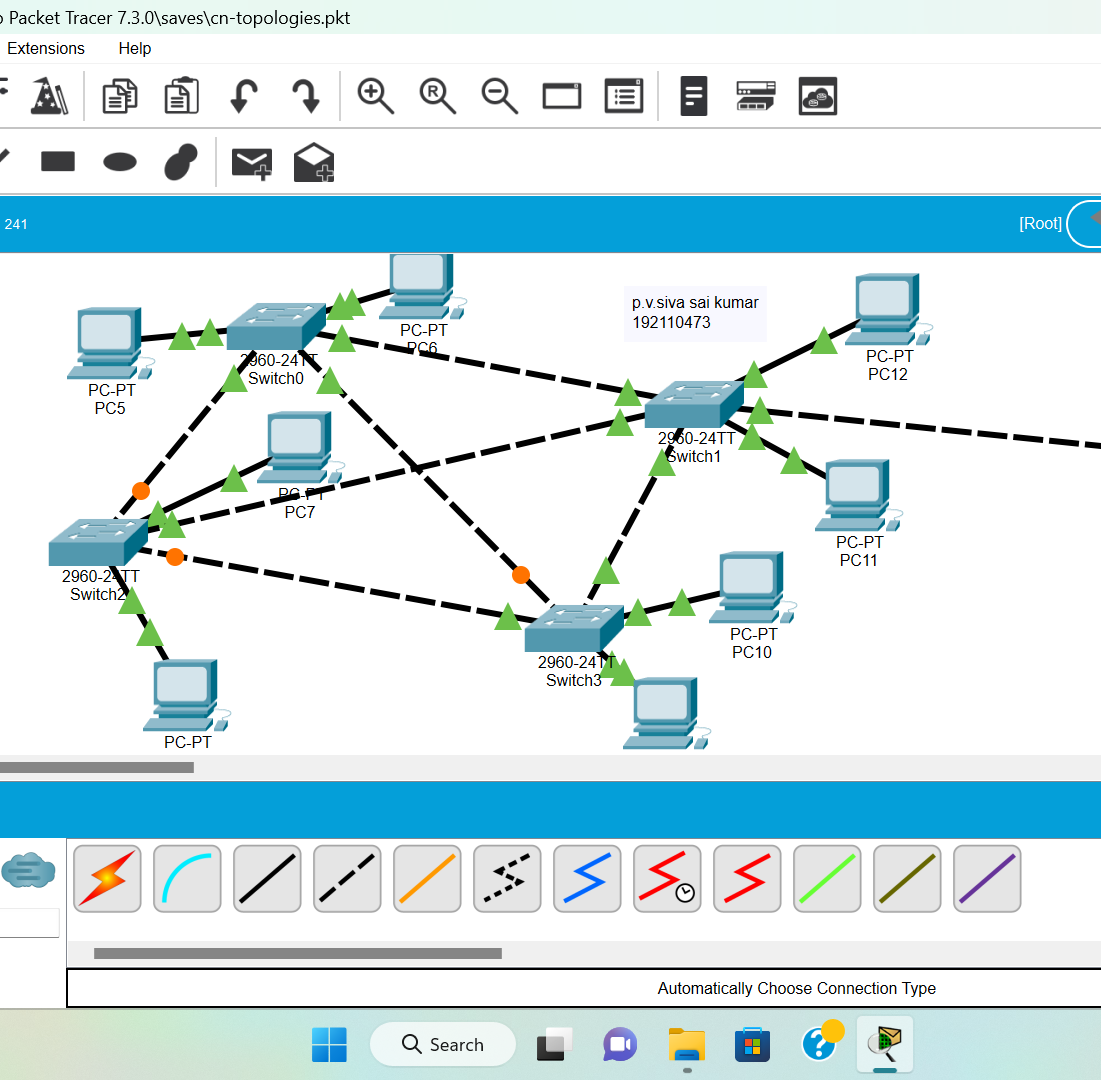 Packet Tracer 7.3.0\saves\cn-topologies.pkt
Extensions Help
R
241
[Root]
p.v.siva sai kumar
192110473
PC-PT
PC6
PC-PT
PC12
2960-24TT
Switch0
PC-PT
PC5
2960-24TT
Switch1
PC-PT
PC7
PC-PT
PC11
2960-24TT
Switch2
PC-PT
PC10
2960-24TT
Switch3
PC-PT
Automatically Choose Connection Type
Search